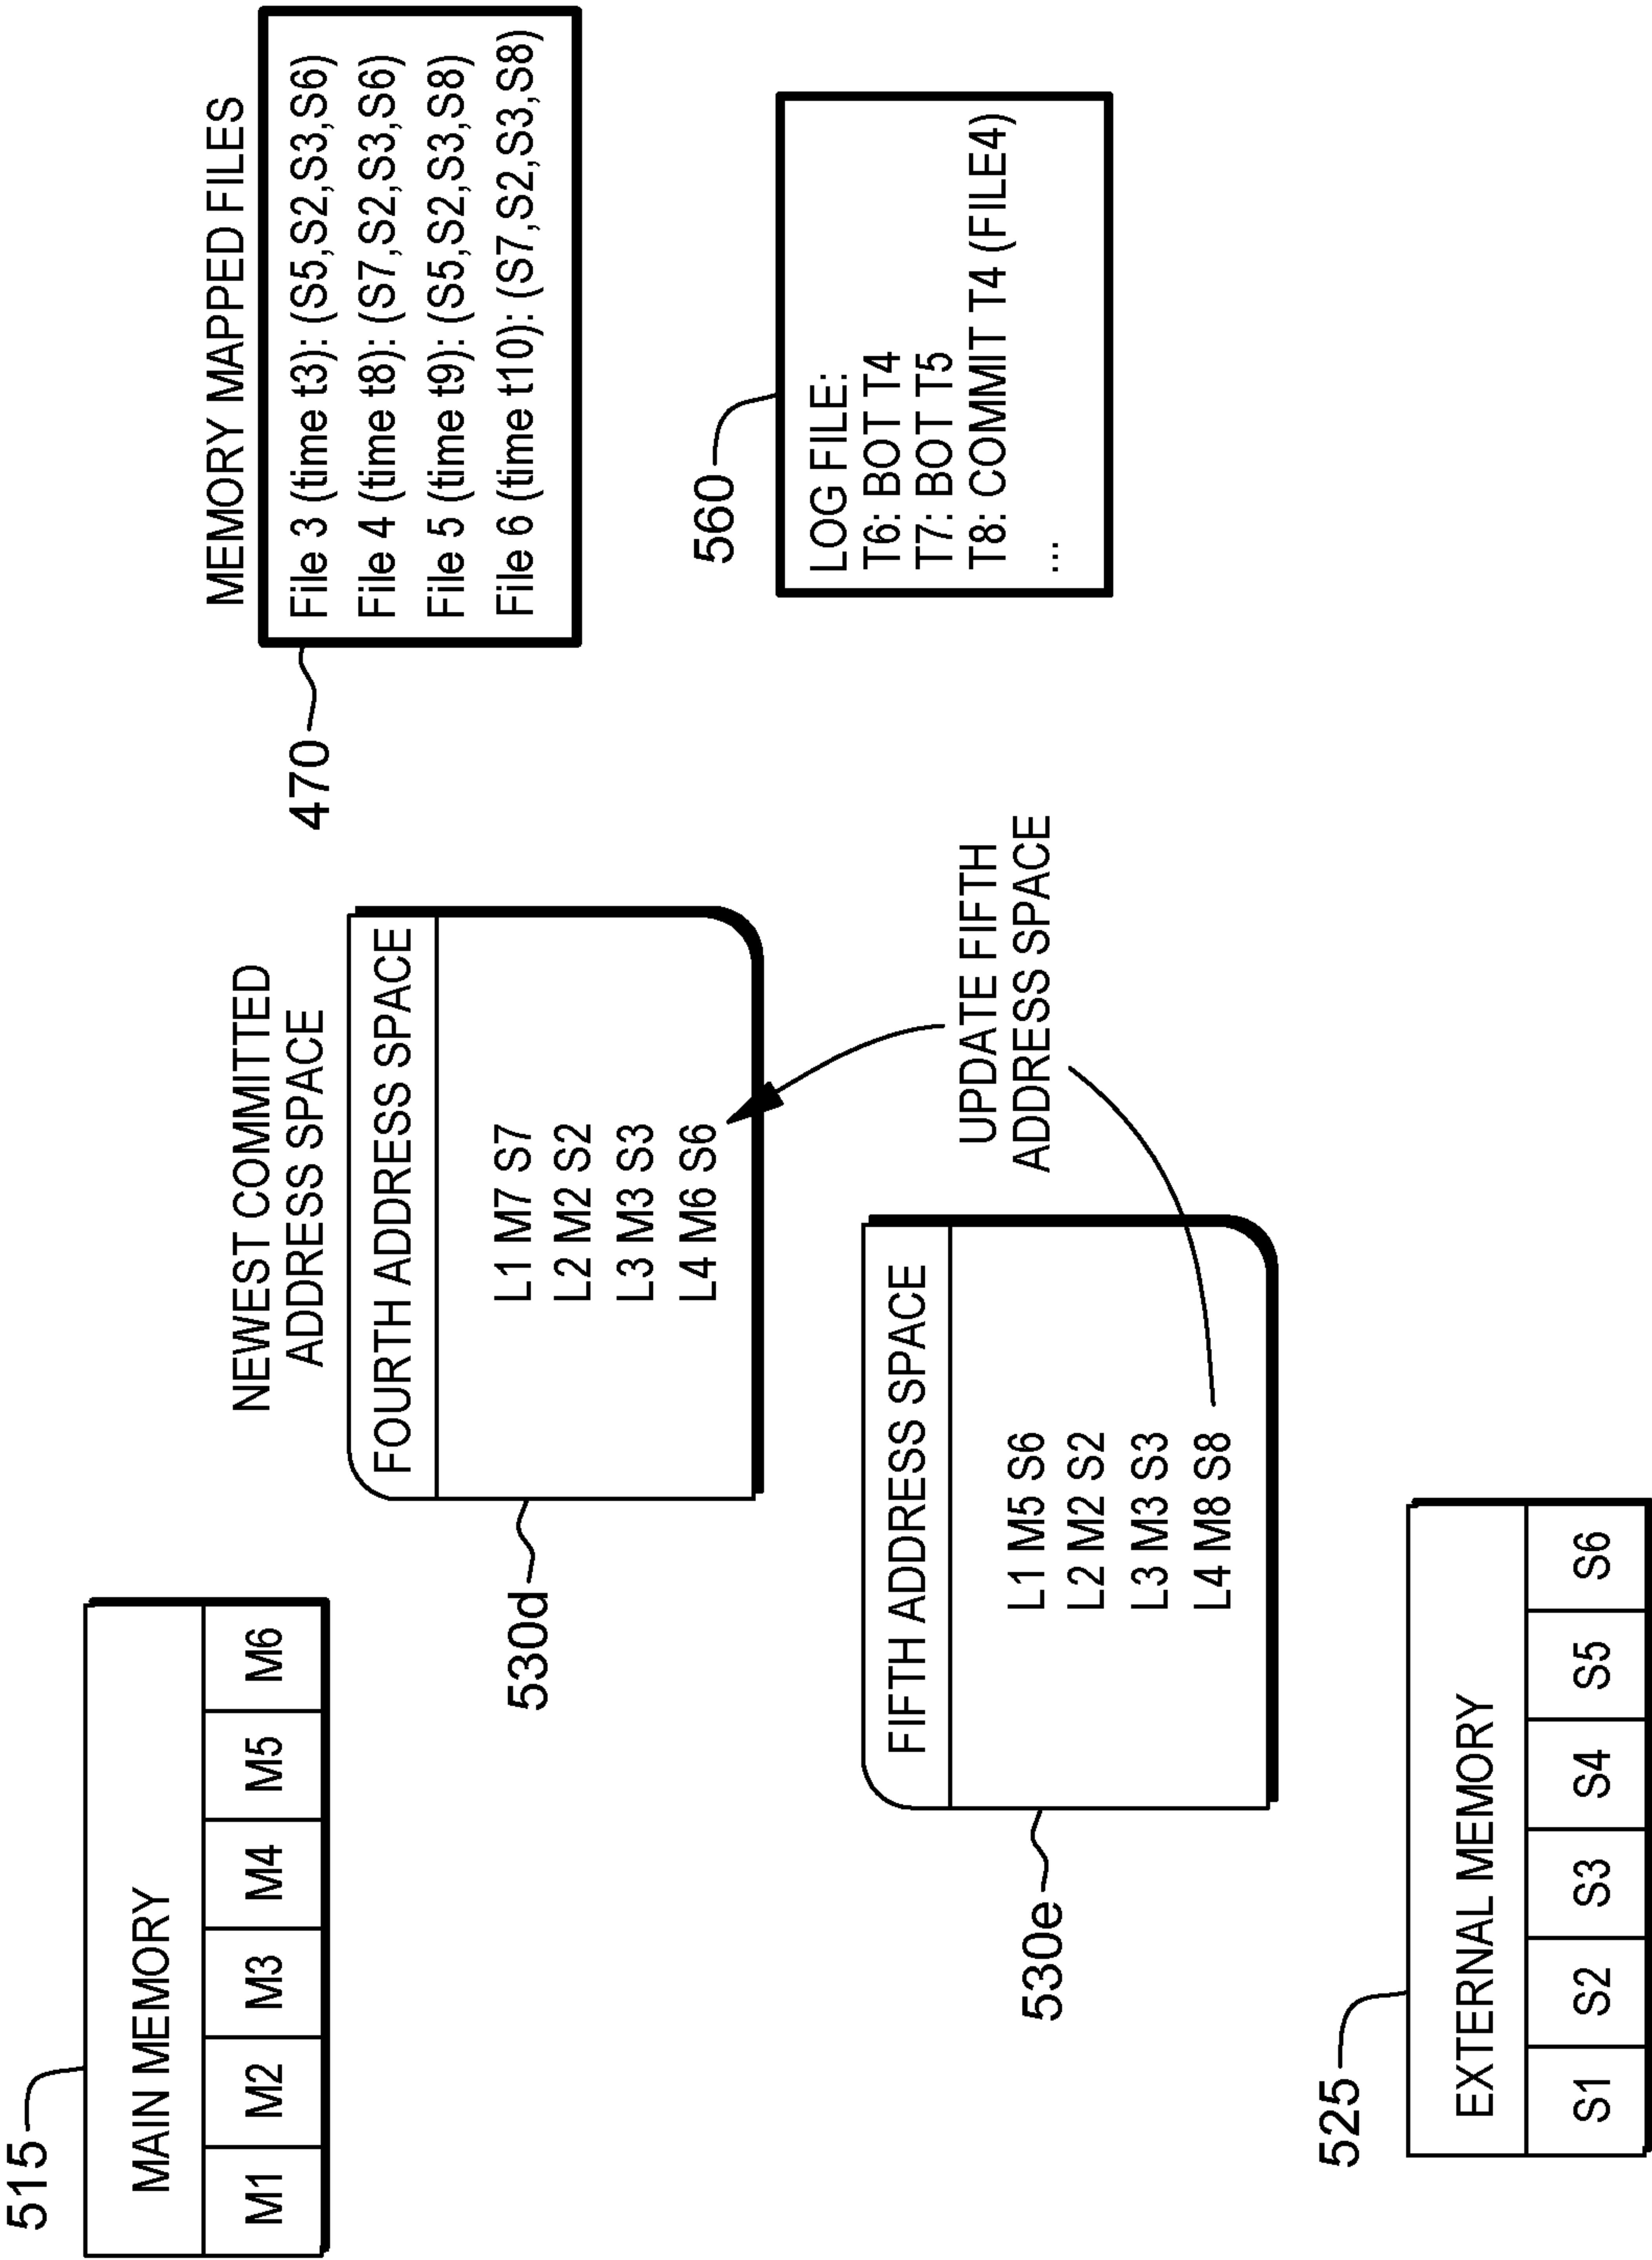 515
MAIN MEMORY
M1 M2 M3 M4 M5 M6
NEWEST COMMITTED
ADDRESS SPACE
530d
FOURTH ADDRESS SPACE
L1 M7 S7
L2 M2 S2
L3 M3 S3
L4 M6 S6
MEMORY MAPPED FILES
470
File 3 (time t3): (S5,S2,S3,S6)
File 4 (time t8): (S7,S2,S3,S6)
File 5 (time t9): (S5,S2,S3,S8)
File 6 (time t10): (S7,S2,S3,S8)
560
LOG FILE:
T6: BOT T4
T7: BOT T5
T8: COMMIT T4 (FILE4)
...
530e
FIFTH ADDRESS SPACE
L1 M5 S6
L2 M2 S2
L3 M3 S3
L4 M8 S8
UPDATE FIFTH
ADDRESS SPACE
525
EXTERNAL MEMORY
S1 S2 S3 S4 S5 S6